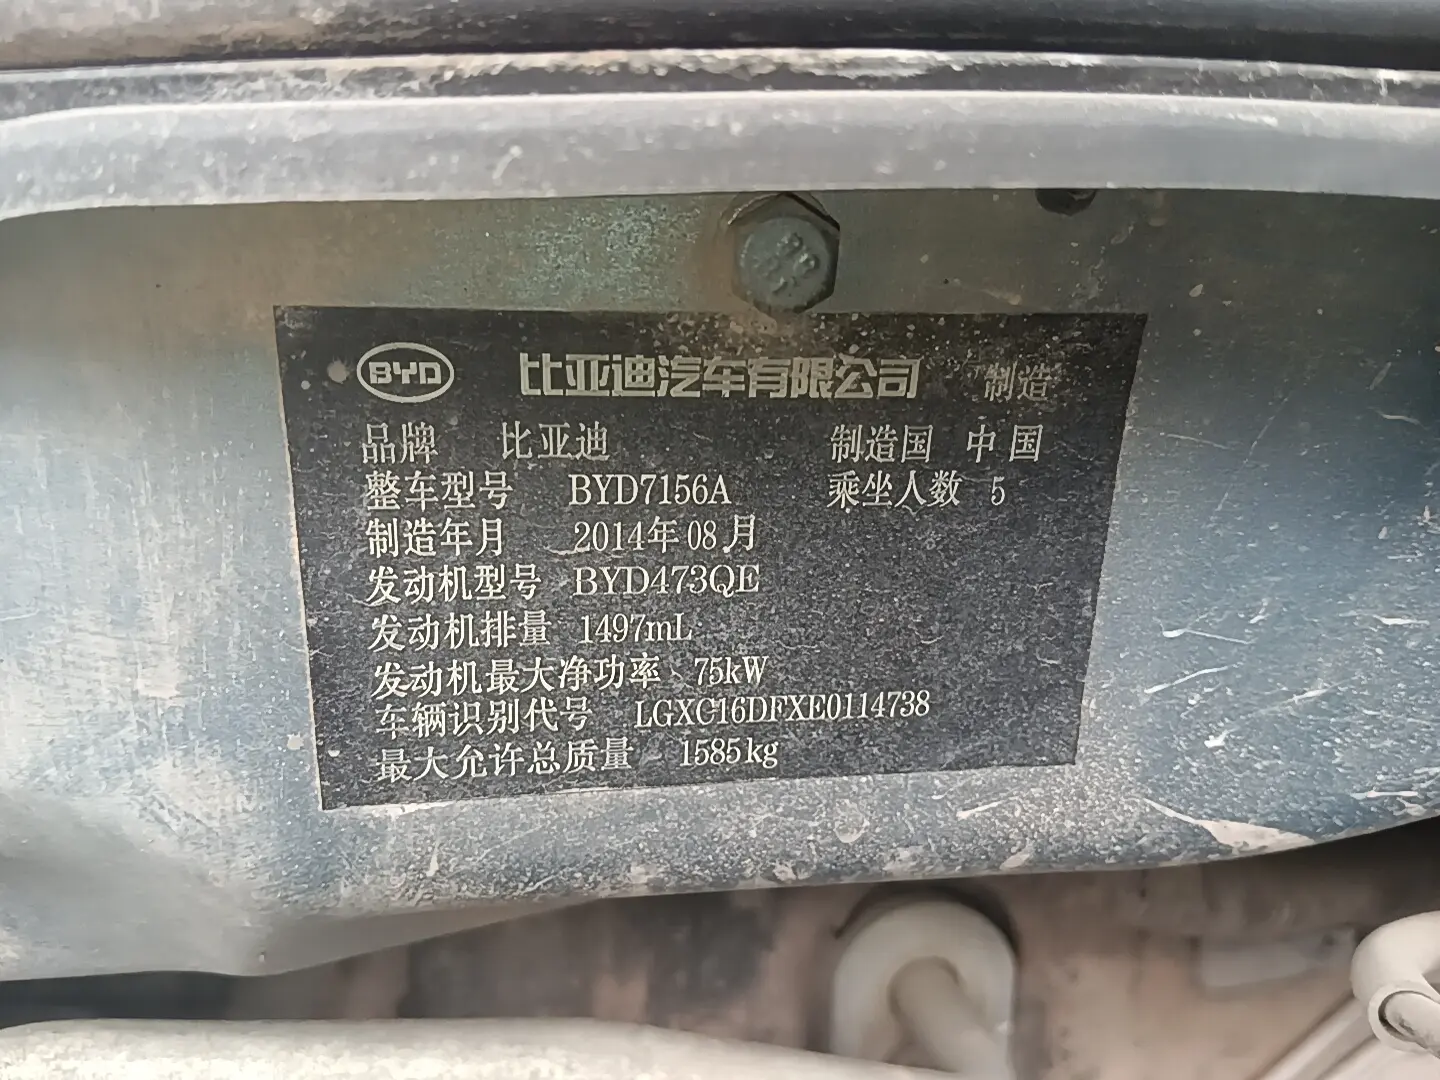 BYD 比亚迪汽车有限公司 制造
品牌 比亚迪 制造国 中国
整车型号 BYD7156A 乘坐人数 5
制造年月 2014年08月
发动机型号 BYD473QE
发动机排量 1497mL
发动机最大净功率 75kW
车辆识别代号 LGXC16DFXE0114738
最大允许总质量 1585kg